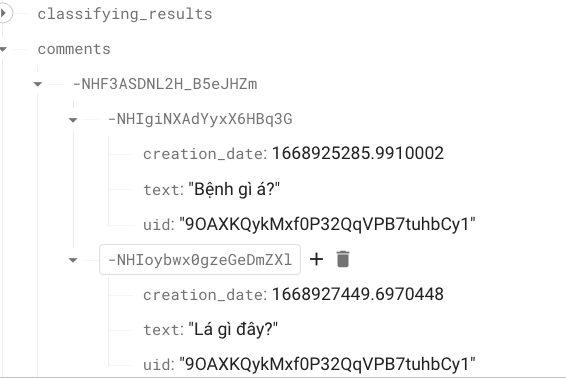 classifying_results
comments
-NHF3ASDNL2H_B5eJHZm
-NHIgiNXAdYyxX6HBq3G
creation_date: 1668925285.9910002
text: "Bệnh gì á?"
uid: "9OAXKQykMxf0P32QqVPB7tuhbCy1"
-NHIoybwx0gzeGeDmZXl
creation_date: 1668927449.6970448
text: "Lá gì đây?"
uid: "9OAXKQykMxf0P32QqVPB7tuhbCy1"